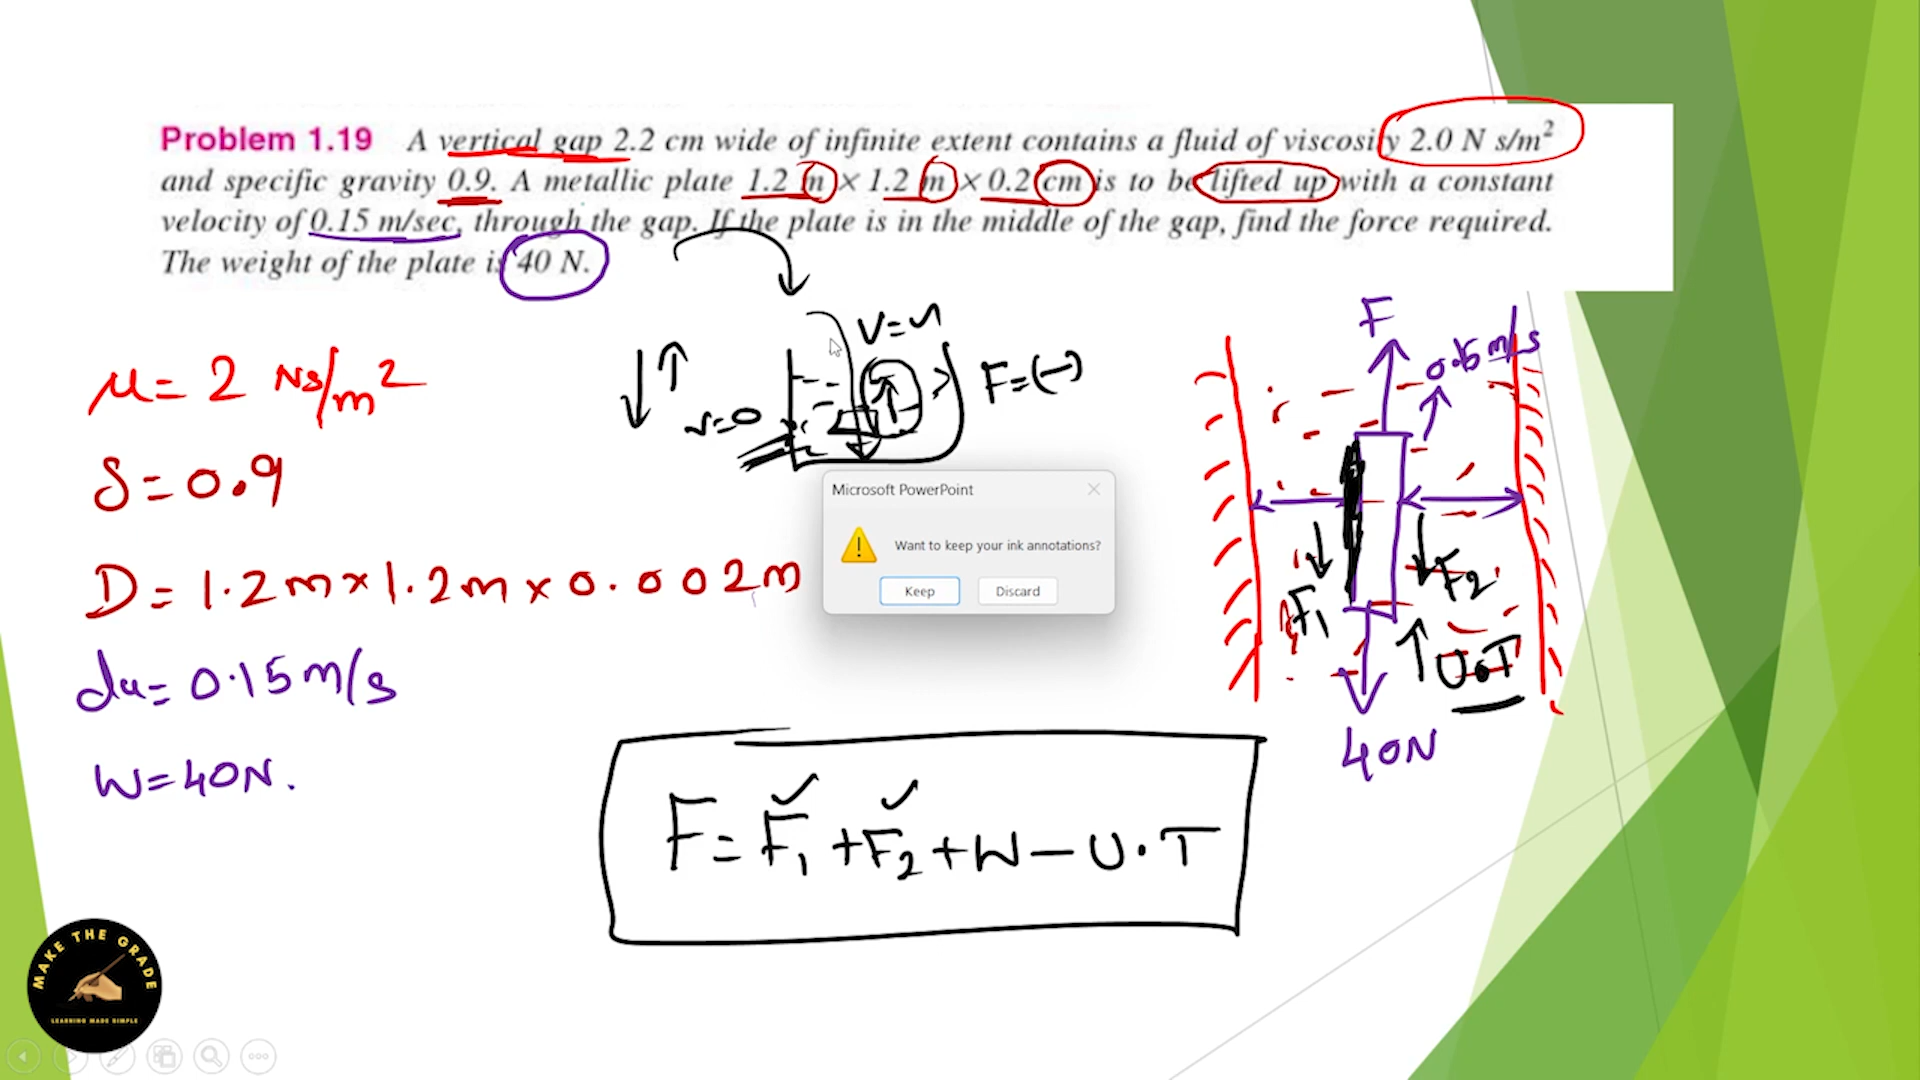 Problem 1.19 A vertical gap 2.2 cm wide of infinite extent contains a fluid of viscosity 2.0 N s/m²
and specific gravity 0.9. A metallic plate 1.2 m × 1.2 m × 0.2 cm is to be lifted up with a constant
velocity of 0.15 m/sec, through the gap. If the plate is in the middle of the gap, find the force required.
The weight of the plate is 40 N.
μ = 2 Ns/m²
S = 0.9
D = 1.2m × 1.2m × 0.002m
du = 0.15 m/s
W = 40N.
v=0
F=(-)
Microsoft PowerPoint
Want to keep your ink annotations?
Keep
Discard
F
m/s
F₁
F₂
U.T
40N
F = F₁ + F₂ + W - U.T
MAKE THE GRADE
LEARNING MADE SIMPLE